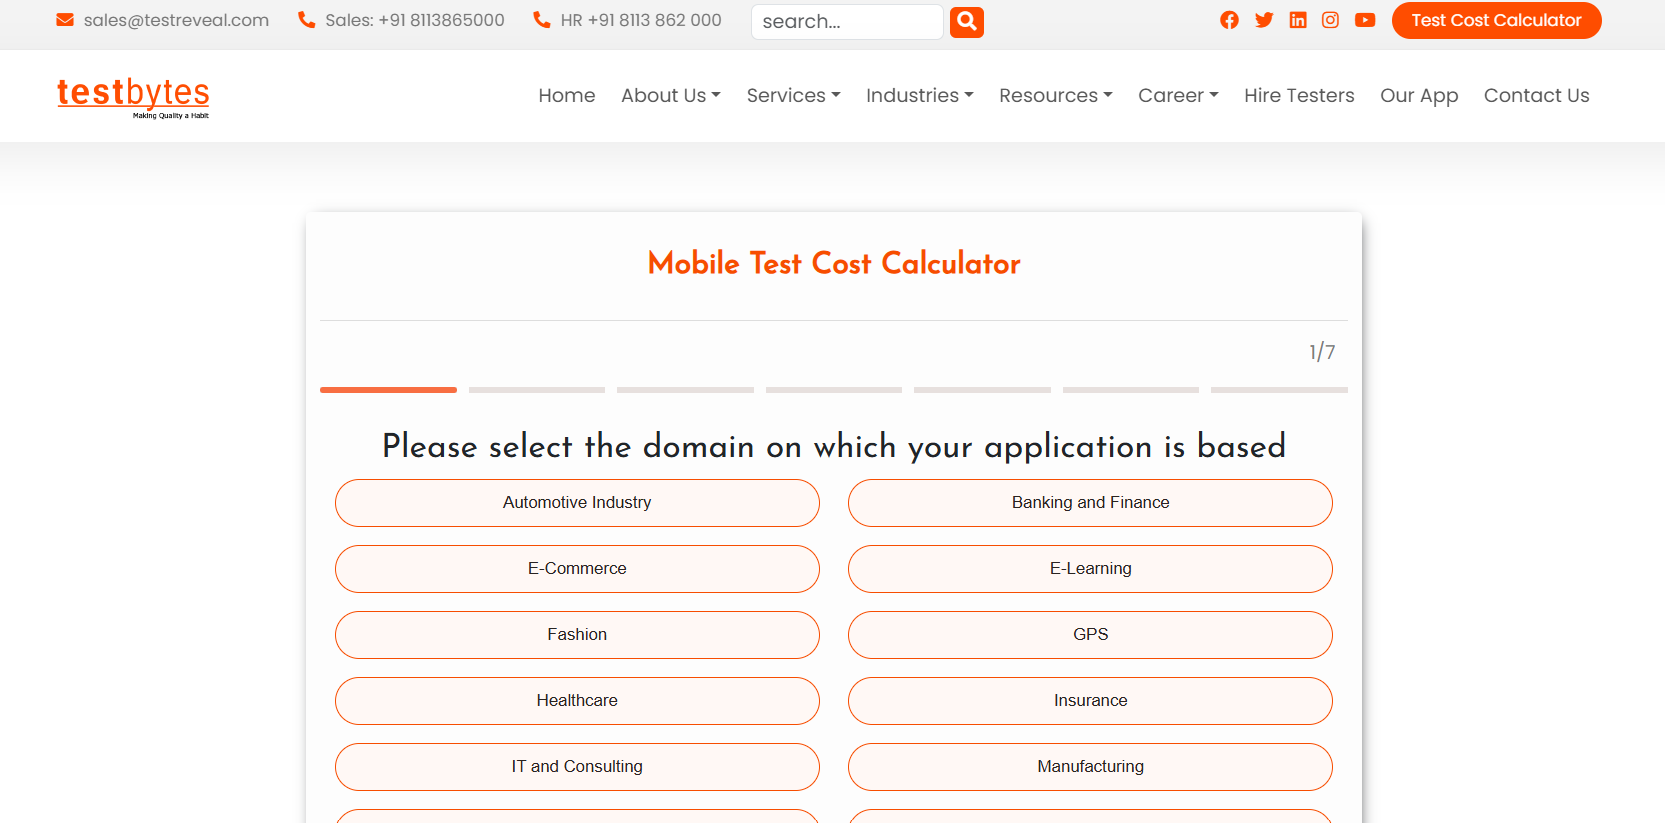 sales@testreveal.com Sales: +91 8113865000 HR +91 8113 862 000 search... Test Cost Calculator
testbytes
Making Quality a Habit
Home About Us Services Industries Resources Career Hire Testers Our App Contact Us
Mobile Test Cost Calculator
1/7
Please select the domain on which your application is based
Automotive Industry Banking and Finance
E-Commerce E-Learning
Fashion GPS
Healthcare Insurance
IT and Consulting Manufacturing